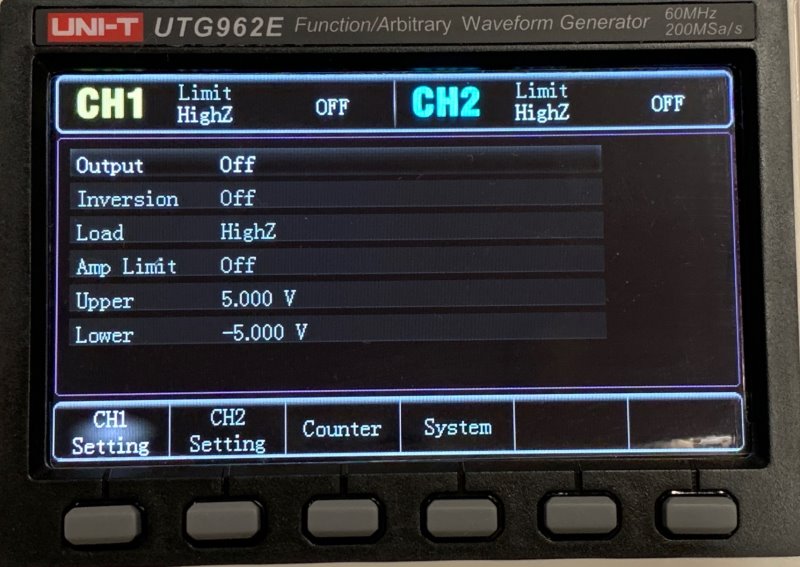 UNI-T UTG962E Function/Arbitrary Waveform Generator 60MHz
200MSa/s
CH1 Limit HighZ OFF CH2 Limit HighZ OFF
Output Off
Inversion Off
Load HighZ
Amp Limit Off
Upper 5.000 V
Lower -5.000 V
CH1 Setting CH2 Setting Counter System